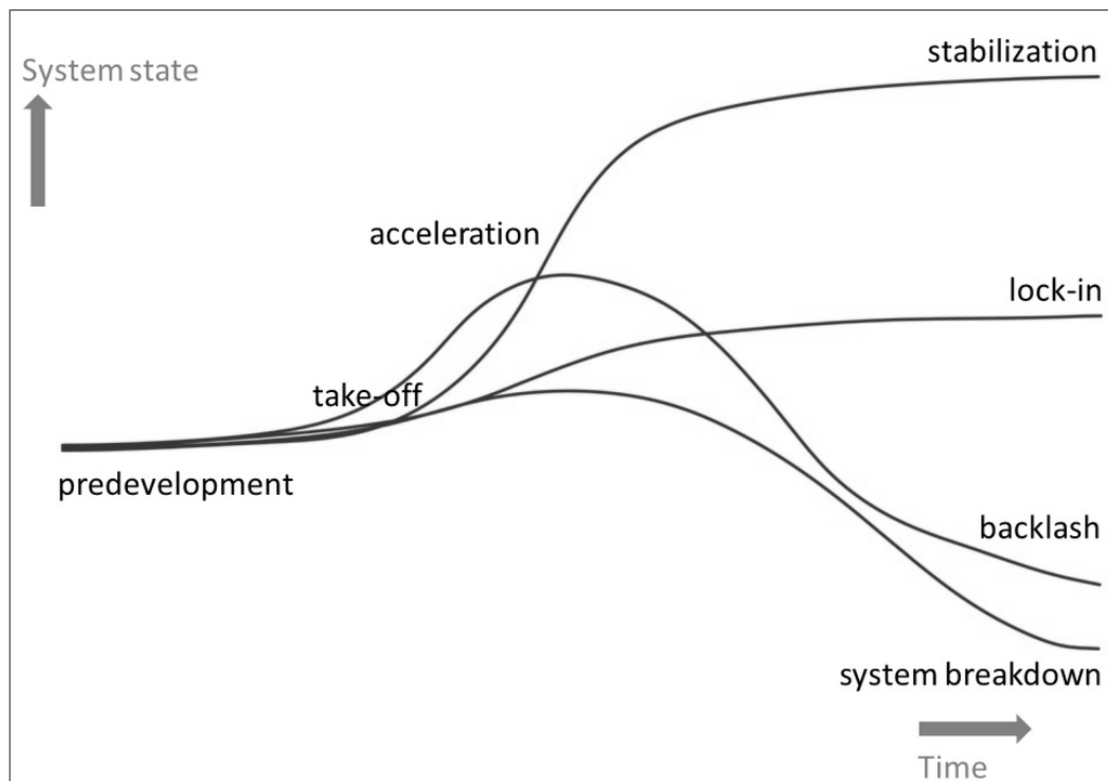 stabilization
System state
acceleration
lock-in
take-off
predevelopment
backlash
system breakdown
Time